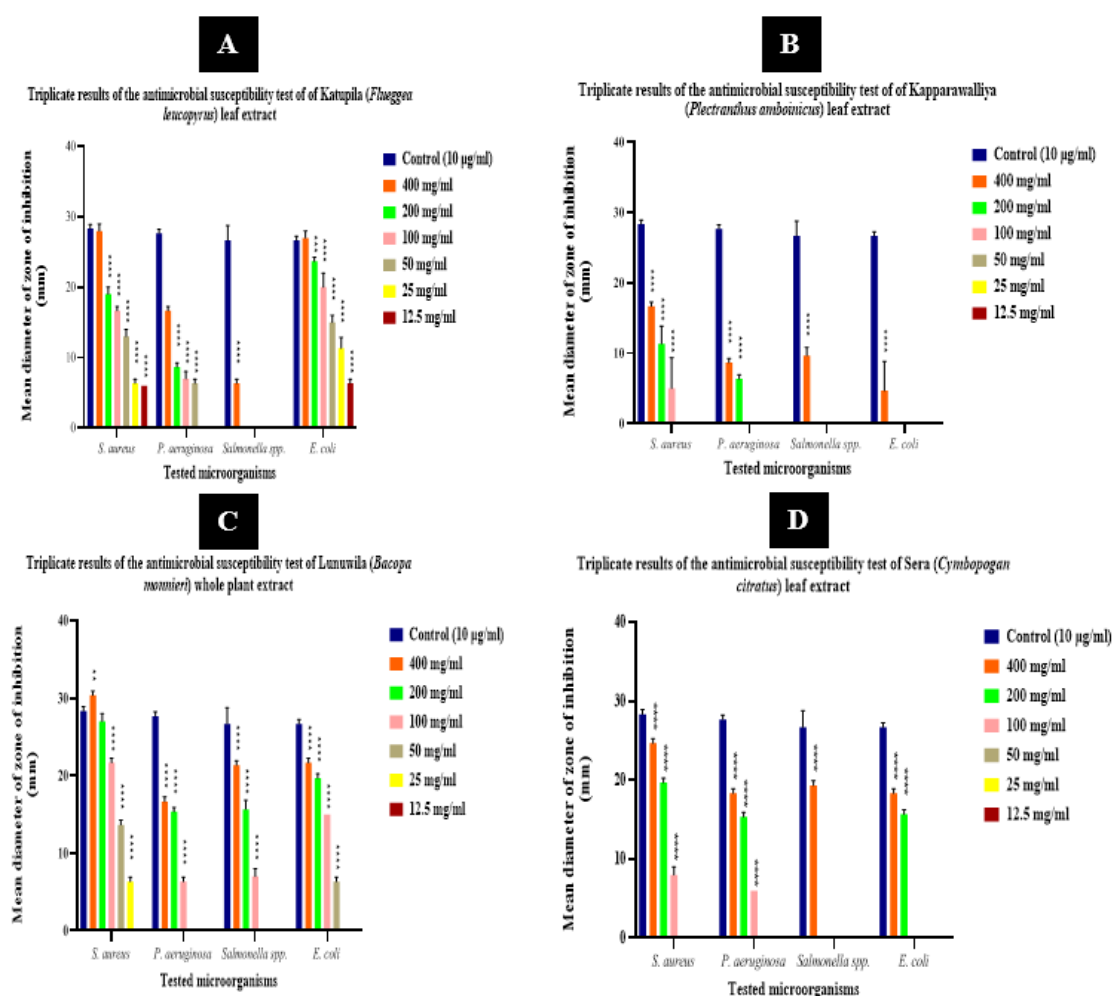 A
Triplicate results of the antimicrobial susceptibility test of of Katupila (Flueggea
leucopyrus) leaf extract
Mean diameter of zone of inhibition
(mm)
40
30
20
10
0
****
****
****
****
****
****
****
****
****
****
****
****
****
****
S. aureus
P. aeruginosa
Salmonella spp.
E. coli
Tested microorganisms
Control (10 µg/ml)
400 mg/ml
200 mg/ml
100 mg/ml
50 mg/ml
25 mg/ml
12.5 mg/ml
B
Triplicate results of the antimicrobial susceptibility test of of Kapparawalliya
(Plectranthus amboinicus) leaf extract
Mean diameter of zone of inhibition
(mm)
40
30
20
10
0
****
****
****
****
****
****
****
S. aureus
P. aeruginosa
Salmonella spp.
E. coli
Tested microorganisms
Control (10 µg/ml)
400 mg/ml
200 mg/ml
100 mg/ml
50 mg/ml
25 mg/ml
12.5 mg/ml
C
Triplicate results of the antimicrobial susceptibility test of Lunuwila (Bacopa
monnieri) whole plant extract
Mean diameter of zone of inhibition
(mm)
40
30
20
10
0
**
****
****
****
****
****
****
****
****
****
****
****
****
****
S. aureus
P. aeruginosa
Salmonella spp.
E. coli
Tested microorganisms
Control (10 µg/ml)
400 mg/ml
200 mg/ml
100 mg/ml
50 mg/ml
25 mg/ml
12.5 mg/ml
D
Triplicate results of the antimicrobial susceptibility test of Sera (Cymbopogan
citratus) leaf extract
Mean diameter of zone of inhibition
(mm)
40
30
20
10
0
****
****
****
****
****
****
****
****
****
S. aureus
P. aeruginosa
Salmonella spp.
E. coli
Tested microorganisms
Control (10 µg/ml)
400 mg/ml
200 mg/ml
100 mg/ml
50 mg/ml
25 mg/ml
12.5 mg/ml